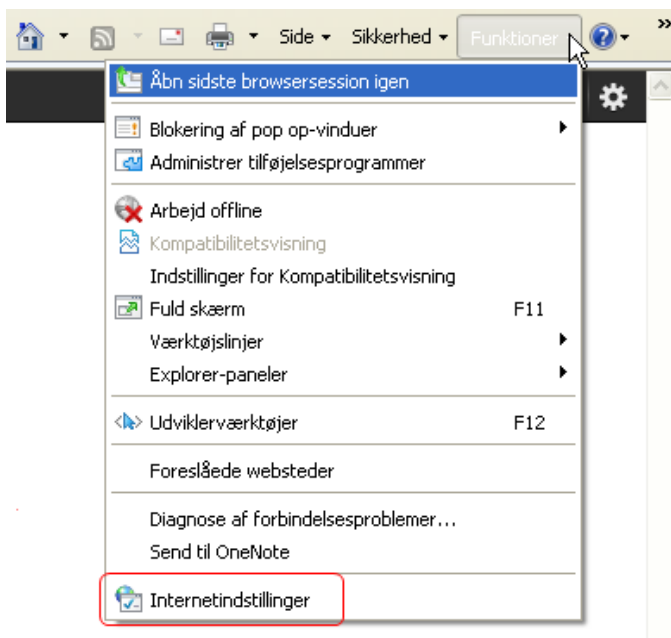 Side Sikkerhed Funktioner ? »
Åbn sidste browsersession igen
Blokering af pop op-vinduer
Administrer tilføjelsesprogrammer
Arbejd offline
Kompatibilitetsvisning
Indstillinger for Kompatibilitetsvisning
Fuld skærm F11
Værktøjslinjer
Explorer-paneler
Udviklerværktøjer F12
Foreslåede websteder
Diagnose af forbindelsesproblemer...
Send til OneNote
Internetindstillinger